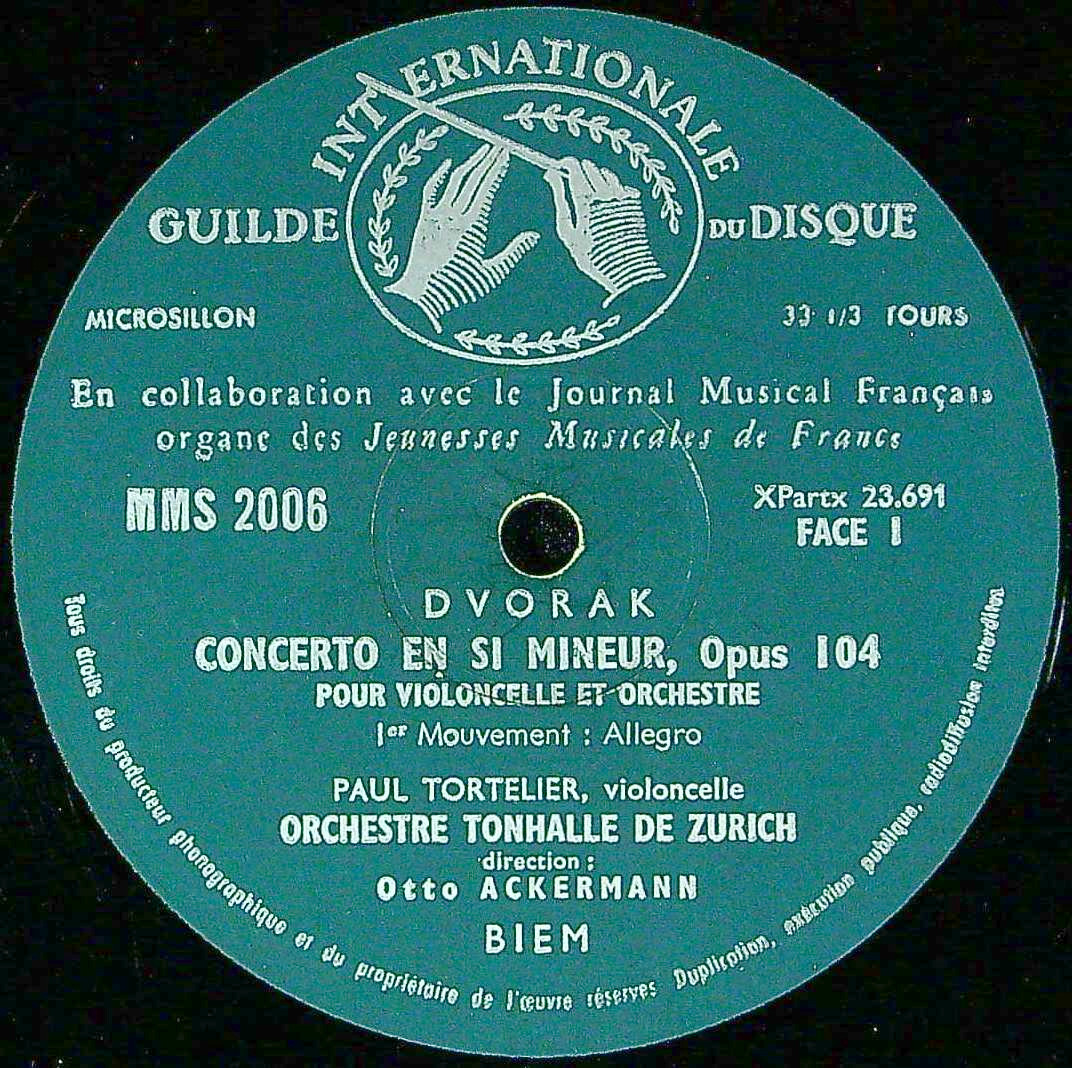 INTERNATIONALE
GUILDE DU DISQUE
MICROSILLON 33 1/3 TOURS
En collaboration avec le Journal Musical Français
organe des Jeunesses Musicales de France
MMS 2006
XPartx 23.691
FACE I
DVORAK
CONCERTO EN SI MINEUR, Opus 104
POUR VIOLONCELLE ET ORCHESTRE
Ier Mouvement : Allegro
PAUL TORTELIER, violoncelle
ORCHESTRE TONHALLE DE ZURICH
direction :
Otto ACKERMANN
BIEM
Tous droits du producteur phonographique et du propriétaire de l'œuvre réservés Duplication, exécution publique, radiodiffusion interdites